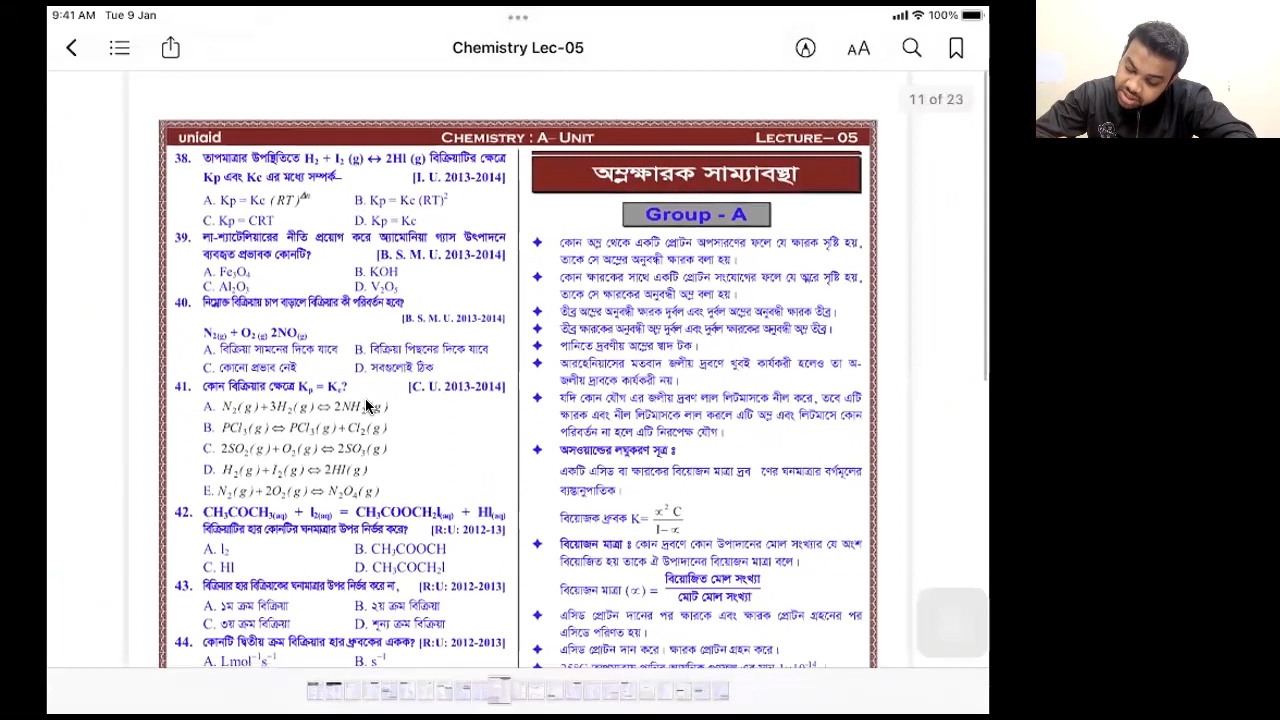 9:41 AM Tue 9 Jan
100%
Chemistry Lec-05
AA
11 of 23
uniaid
CHEMISTRY : A– UNIT
LECTURE– 05
38. তাপমাত্রার উপস্থিতিতে H₂ + I₂ (g) ↔ 2Hl (g) বিক্রিয়াটির ক্ষেত্রে
Kp এবং Kc এর মধ্যে সম্পর্ক– [I. U. 2013-2014]
A. Kp = Kc (RT)^Δn B. Kp = Kc (RT)²
C. Kp = CRT D. Kp = Kc
39. লা-শ্যাটেলিয়ারের নীতি প্রয়োগ করে অ্যামোনিয়া গ্যাস উৎপাদনে
ব্যবহৃত প্রভাবক কোনটি? [B. S. M. U. 2013-2014]
A. Fe₃O₄ B. KOH
C. Al₂O₃ D. V₂O₅
40. নিম্নোক্ত বিক্রিয়ায় চাপ বাড়ালে বিক্রিয়ার কী পরিবর্তন হবে?
[B. S. M. U. 2013-2014]
N₂(g) + O₂ (g) 2NO(g)
A. বিক্রিয়া সামনের দিকে যাবে B. বিক্রিয়া পিছনের দিকে যাবে
C. কোনো প্রভাব নেই D. সবগুলোই ঠিক
41. কোন বিক্রিয়ার ক্ষেত্রে Kp = Kc? [C. U. 2013-2014]
A. N₂(g)+3H₂(g)⇔2NH₃(g)
B. PCl₅(g)⇔PCl₃(g)+Cl₂(g)
C. 2SO₂(g)+O₂(g)⇔2SO₃(g)
D. H₂(g)+I₂(g)⇔2HI(g)
E. N₂(g)+2O₂(g)⇔N₂O₄(g)
42. CH₃COCH₃(aq) + I₂(aq) = CH₃COOCH₂l(aq) + Hl(aq)
বিক্রিয়াটির হার কোনটির ঘনমাত্রার উপর নির্ভর করে? [R:U: 2012-13]
A. l₂ B. CH₃COOCH
C. Hl D. CH₃COCH₂l
43. বিক্রিয়ার হার বিক্রিয়কের ঘনমাত্রার উপর নির্ভর করে না, [R:U: 2012-2013]
A. ১ম ক্রম বিক্রিয়া B. ২য় ক্রম বিক্রিয়া
C. ৩য় ক্রম বিক্রিয়া D. শূন্য ক্রম বিক্রিয়া
44. কোনটি দ্বিতীয় ক্রম বিক্রিয়ার হার ধ্রুবকের একক? [R:U: 2012-2013]
A. Lmol⁻¹s⁻¹ B. s⁻¹
অম্লক্ষারক সাম্যাবস্থা
Group - A
কোন অম্ল থেকে একটি প্রোটন অপসারণের ফলে যে ক্ষারক সৃষ্টি হয়,
তাকে সে অম্লের অনুবন্ধী ক্ষারক বলা হয়।
কোন ক্ষারকের সাথে একটি প্রোটন সংযোগের ফলে যে অম্লের সৃষ্টি হয়,
তাকে সে ক্ষারকের অনুবন্ধী অম্ল বলা হয়।
তীব্র অম্লের অনুবন্ধী ক্ষারক দুর্বল এবং দুর্বল অম্লের অনুবন্ধী ক্ষারক তীব্র।
তীব্র ক্ষারকের অনুবন্ধী অম্ল দুর্বল এবং দুর্বল ক্ষারকের অনুবন্ধী অম্ল তীব্র।
পানিতে দ্রবণীয় অম্লের স্বাদ টক।
আরহেনিয়াসের মতবাদ জলীয় দ্রবণে খুবই কার্যকরী হলেও তা অ-
জলীয় দ্রাবকে কার্যকরী নয়।
যদি কোন যৌগ এর জলীয় দ্রবণ লাল লিটমাসকে নীল করে, তবে এটি
ক্ষারক এবং নীল লিটমাসকে লাল করলে এটি অম্ল এবং লিটমাসে কোন
পরিবর্তন না হলে এটি নিরপেক্ষ যৌগ।
অসওয়াল্ডের লঘুকরণ সূত্র ঃ
একটি এসিড বা ক্ষারকের বিয়োজন মাত্রা দ্রব ণের ঘনমাত্রার বর্গমূলের
ব্যস্তানুপাতিক।
বিয়োজক ধ্রুবক K= ∝² C / 1– ∝
বিয়োজন মাত্রা ঃ কোন দ্রবণে কোন উপাদানের মোল সংখ্যার যে অংশ
বিয়োজিত হয় তাকে ঐ উপাদানের বিয়োজন মাত্রা বলে।
বিয়োজন মাত্রা (∝) = বিয়োজিত মোল সংখ্যা / মোট মোল সংখ্যা
এসিড প্রোটন দানের পর ক্ষারকে এবং ক্ষারক প্রোটন গ্রহনের পর
এসিডে পরিণত হয়।
এসিড প্রোটন দান করে। ক্ষারক প্রোটন গ্রহন করে।